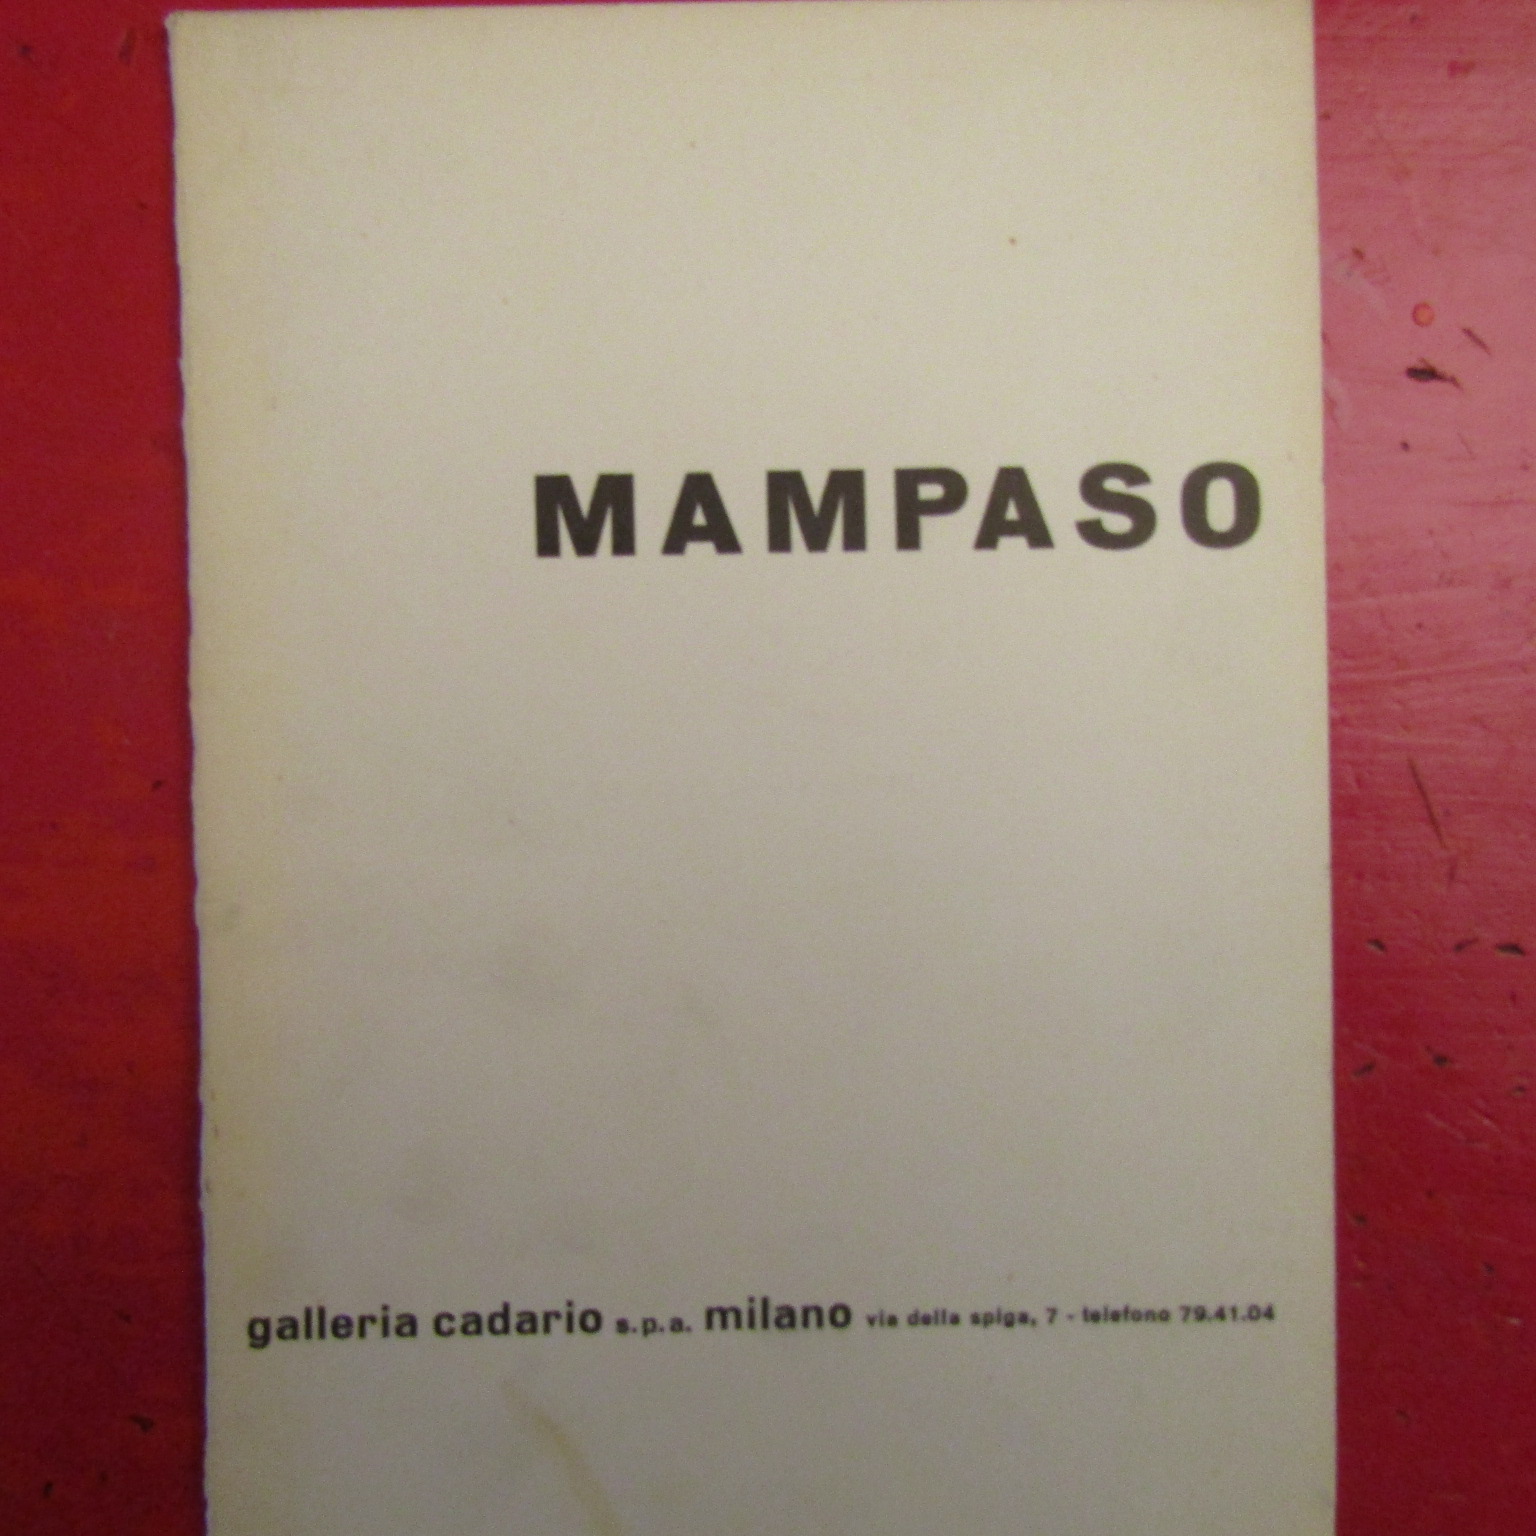 MAMPASO
galleria cadario s.p.a. milano via della spiga, 7 - telefono 79.41.04